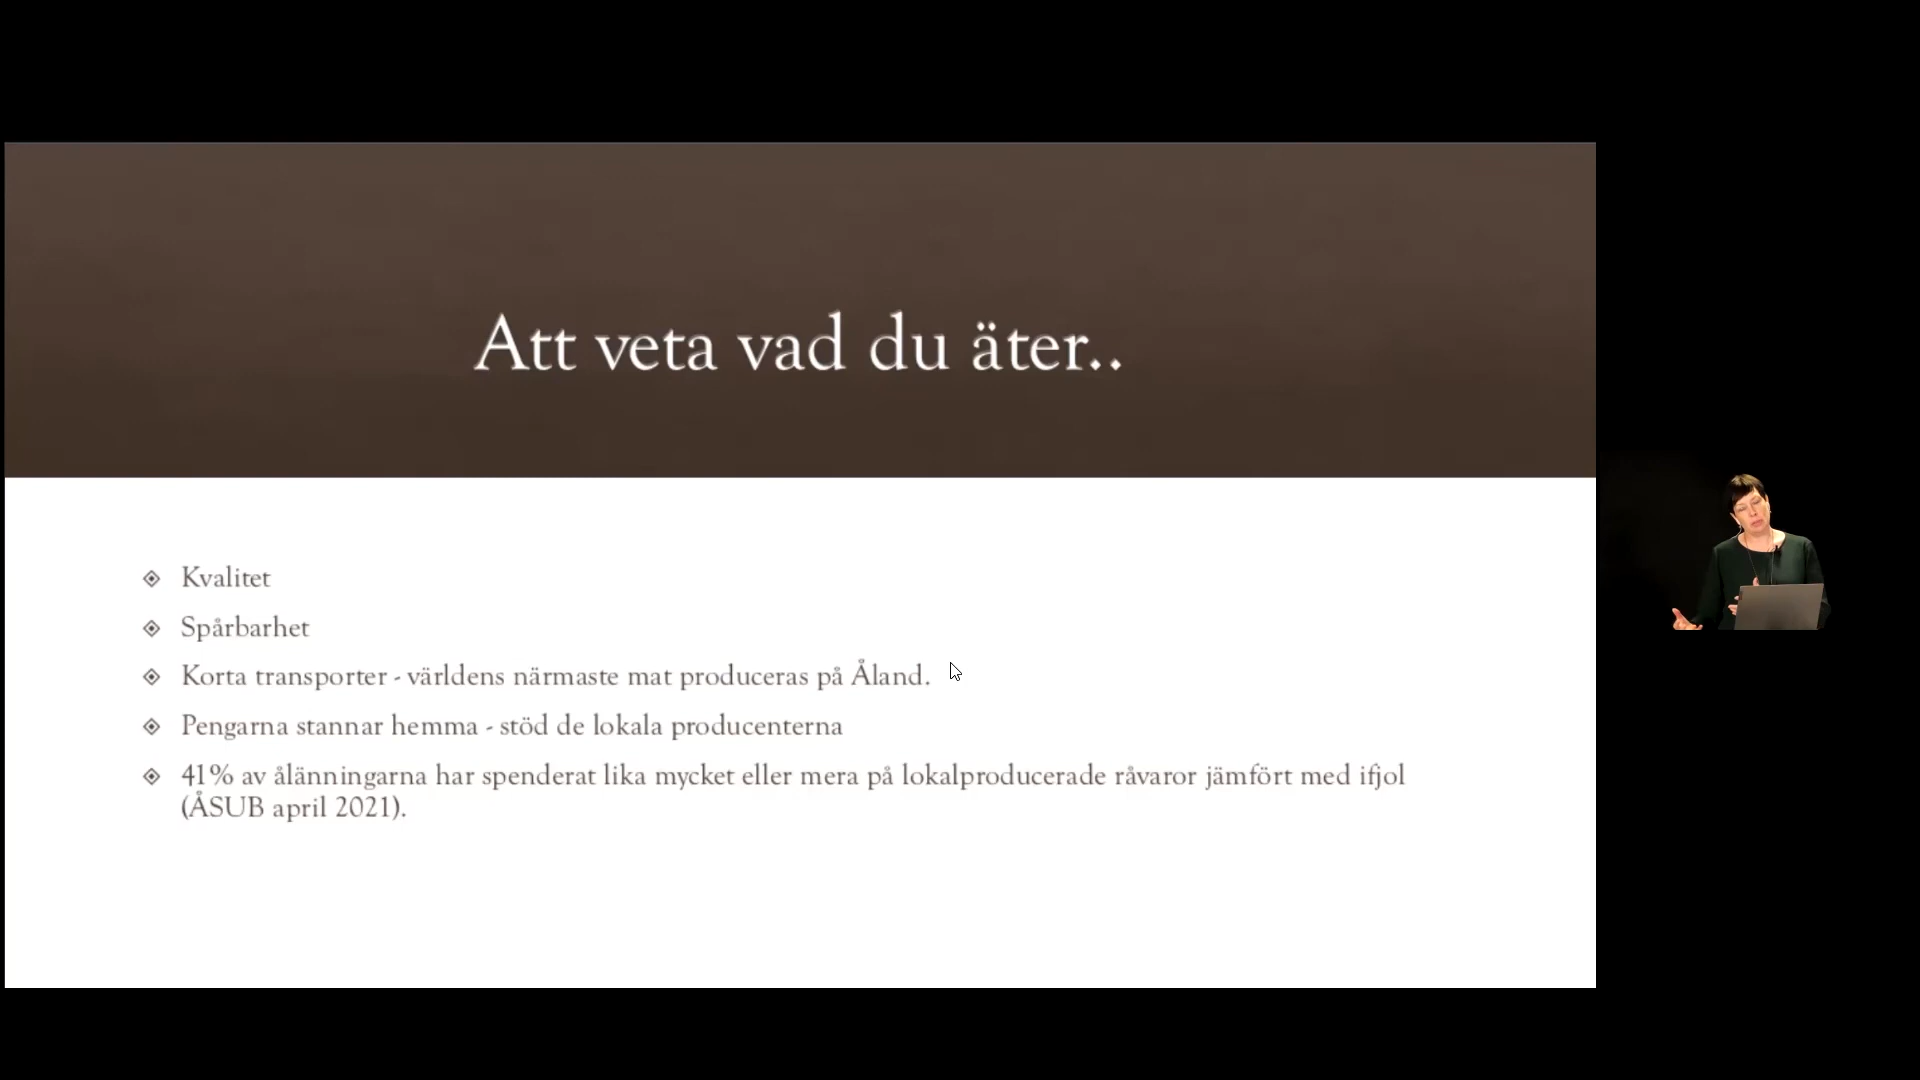 Att veta vad du äter..
Kvalitet
Spårbarhet
Korta transporter - världens närmaste mat produceras på Åland.
Pengarna stannar hemma - stöd de lokala producenterna
41% av ålänningarna har spenderat lika mycket eller mera på lokalproducerade råvaror jämfört med ifjol
(ÅSUB april 2021).